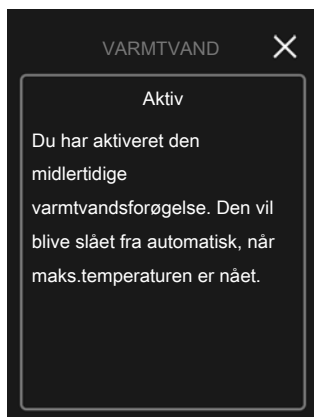 VARMTVAND
Aktiv
Du har aktiveret den
midlertidige
varmtvandsforøgelse. Den vil
blive slået fra automatisk, når
maks.temperaturen er nået.